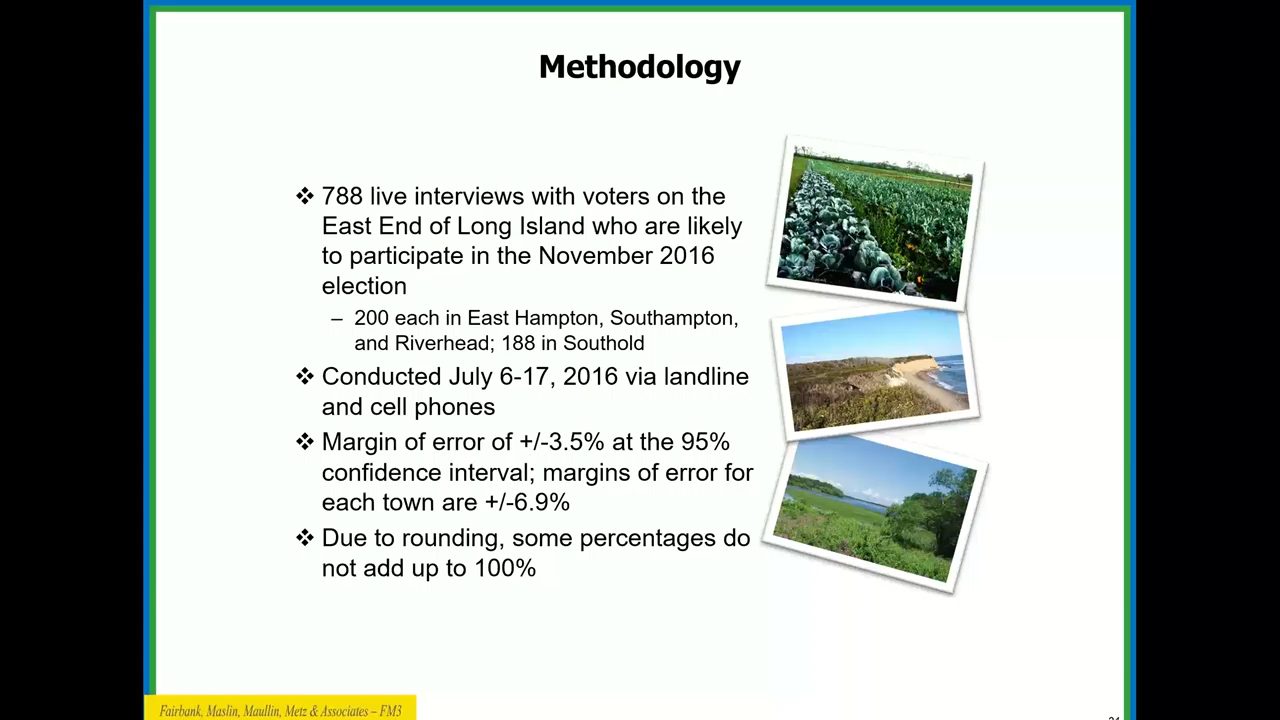 Methodology
❖ 788 live interviews with voters on the
East End of Long Island who are likely
to participate in the November 2016
election
– 200 each in East Hampton, Southampton,
and Riverhead; 188 in Southold
❖ Conducted July 6-17, 2016 via landline
and cell phones
❖ Margin of error of +/-3.5% at the 95%
confidence interval; margins of error for
each town are +/-6.9%
❖ Due to rounding, some percentages do
not add up to 100%
Fairbank, Maslin, Maullin, Metz & Associates – FM3